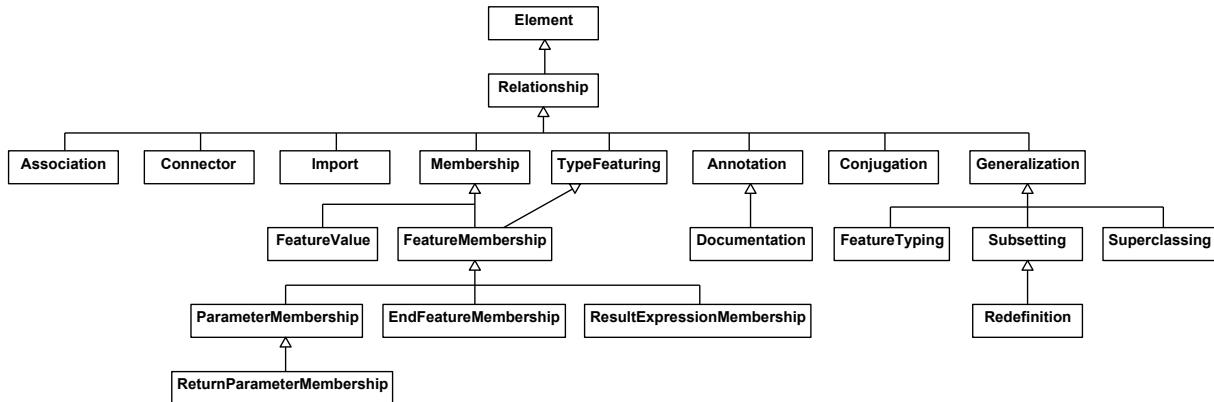 Element
Relationship
Association
Connector
Import
Membership
TypeFeaturing
Annotation
Conjugation
Generalization
FeatureValue
FeatureMembership
Documentation
FeatureTyping
Subsetting
Superclassing
ParameterMembership
EndFeatureMembership
ResultExpressionMembership
Redefinition
ReturnParameterMembership